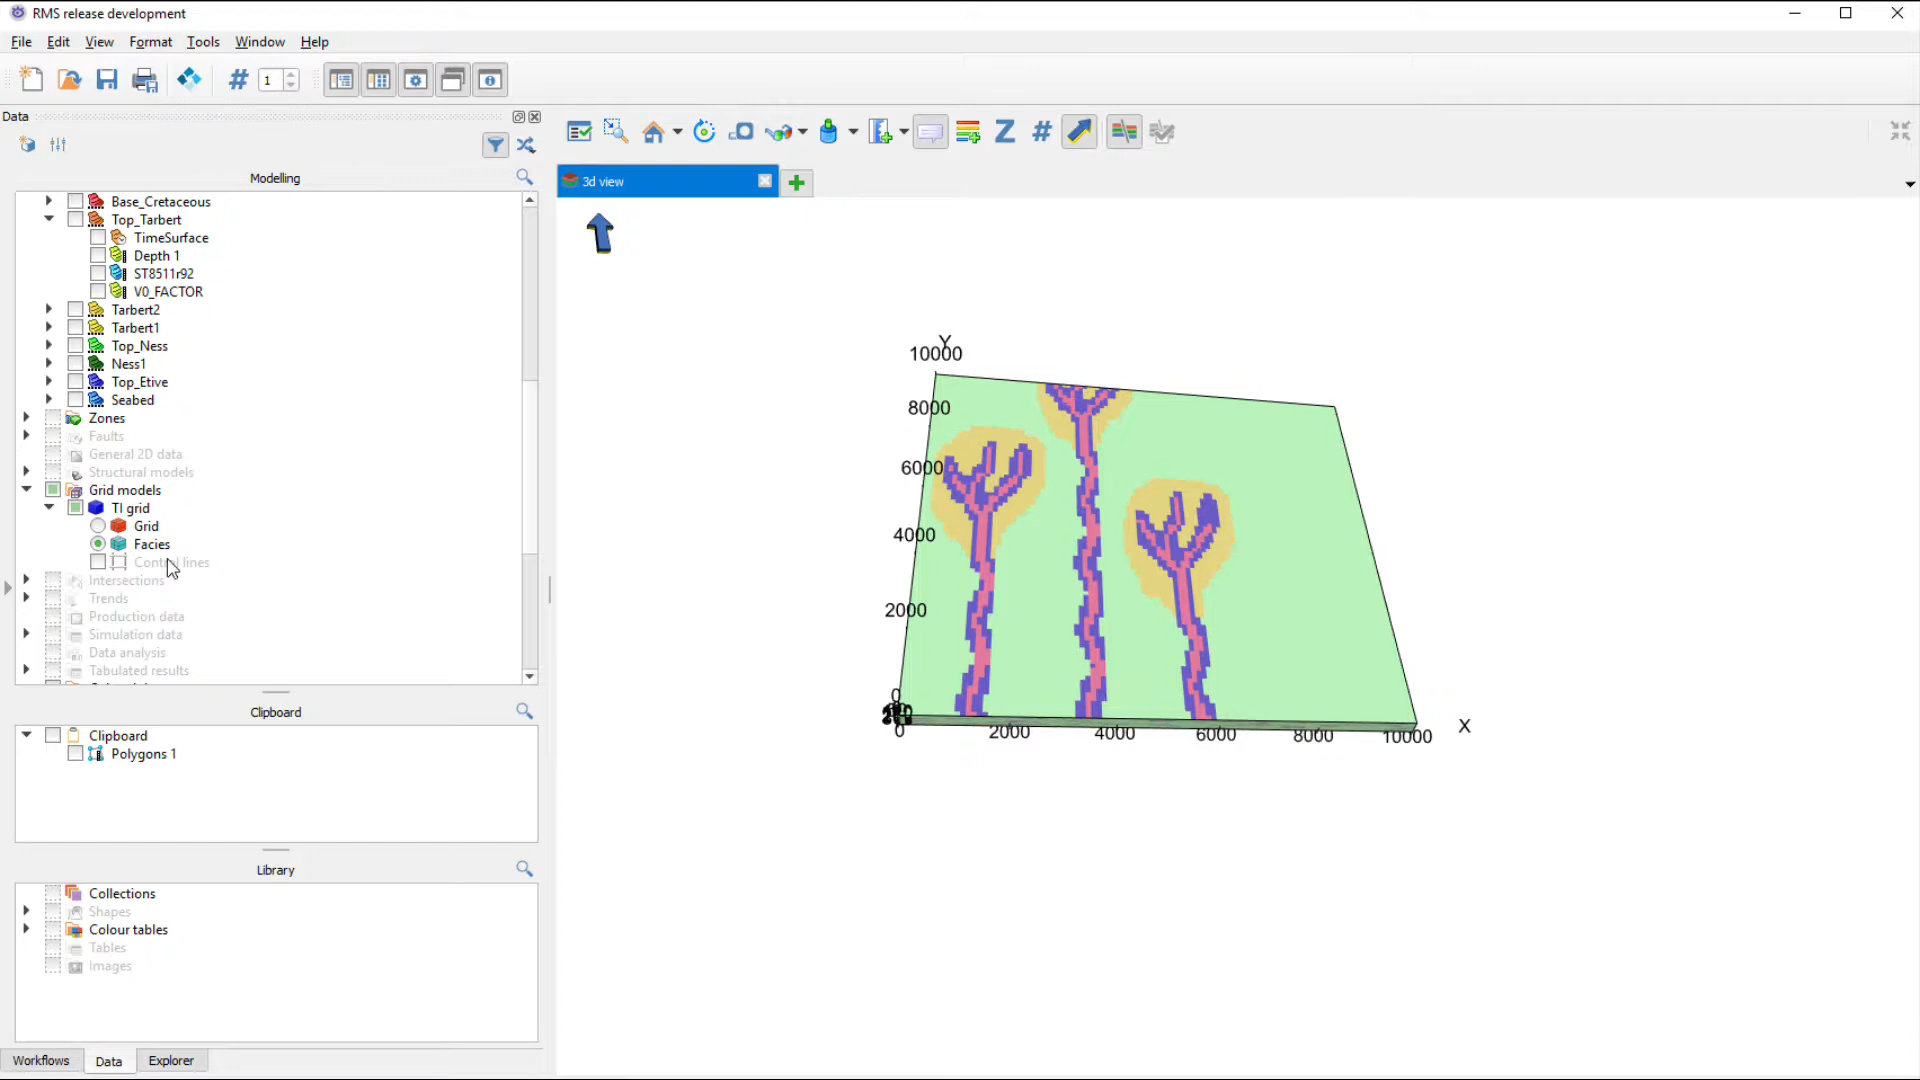 RMS release development
File Edit View Format Tools Window Help
1
Data
Modelling
3d view
Base_Cretaceous
Top_Tarbert
TimeSurface
Depth 1
ST8511r92
V0_FACTOR
Tarbert2
Tarbert1
Top_Ness
Ness1
Top_Etive
Seabed
Zones
Faults
General 2D data
Structural models
Grid models
TI grid
Grid
Facies
Control lines
Intersections
Trends
Production data
Simulation data
Data analysis
Tabulated results
Clipboard
Clipboard
Polygons 1
Library
Collections
Shapes
Colour tables
Tables
Images
Workflows Data Explorer
Y
10000
8000
6000
4000
2000
0
0 2000 4000 6000 8000 10000 X